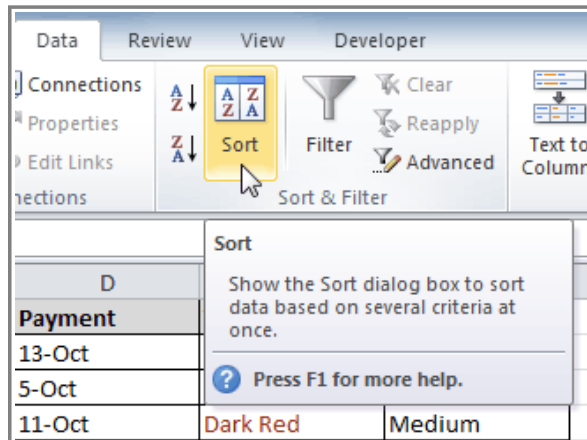 Data Review View Developer
Connections
Properties
Edit Links
A
Z
Z
A
A Z
Z A
Sort
Filter
Clear
Reapply
Advanced
Text to
Column
nections
Sort & Filter
Sort
Show the Sort dialog box to sort
data based on several criteria at
once.
Press F1 for more help.
D
Payment
13-Oct
5-Oct
11-Oct Dark Red Medium